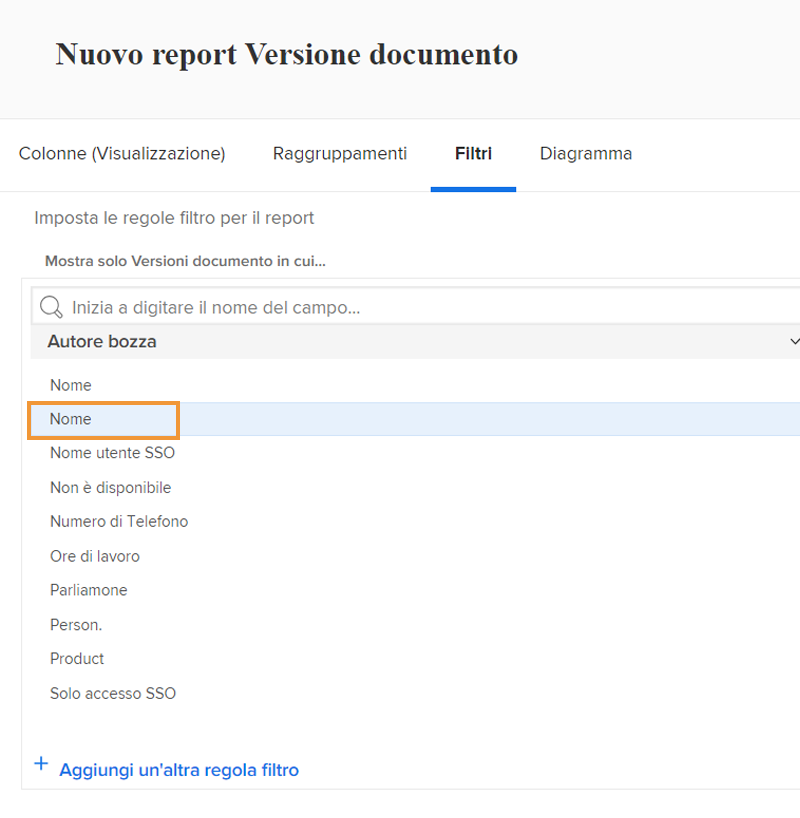 Nuovo report Versione documento
Colonne (Visualizzazione) Raggruppamenti Filtri Diagramma
Imposta le regole filtro per il report
Mostra solo Versioni documento in cui...
Inizia a digitare il nome del campo...
Autore bozza
Nome
Nome
Nome utente SSO
Non è disponibile
Numero di Telefono
Ore di lavoro
Parliamone
Person.
Product
Solo accesso SSO
+ Aggiungi un'altra regola filtro